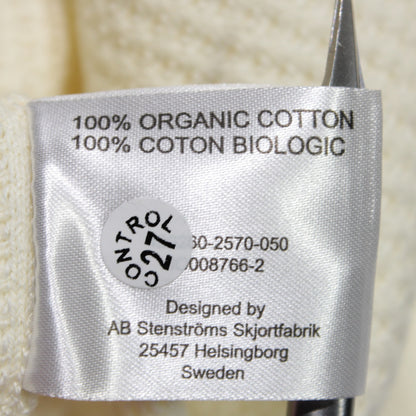 100% ORGANIC COTTON
100% COTON BIOLOGIC
CONTROL
27
60-2570-050
0008766-2
Designed by
AB Stenströms Skjortfabrik
25457 Helsingborg
Sweden